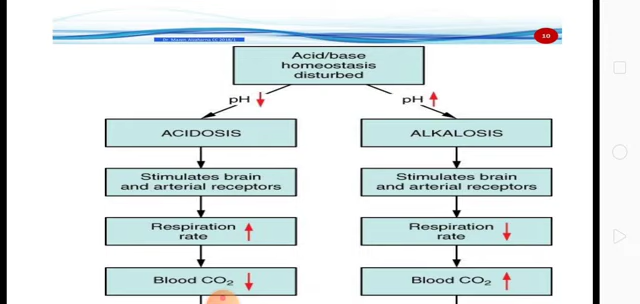 10
Acid/base
homeostasis
disturbed
pH ↓
pH ↑
ACIDOSIS
ALKALOSIS
Stimulates brain
and arterial receptors
Stimulates brain
and arterial receptors
Respiration
rate ↑
Respiration
rate ↓
Blood CO₂ ↓
Blood CO₂ ↑